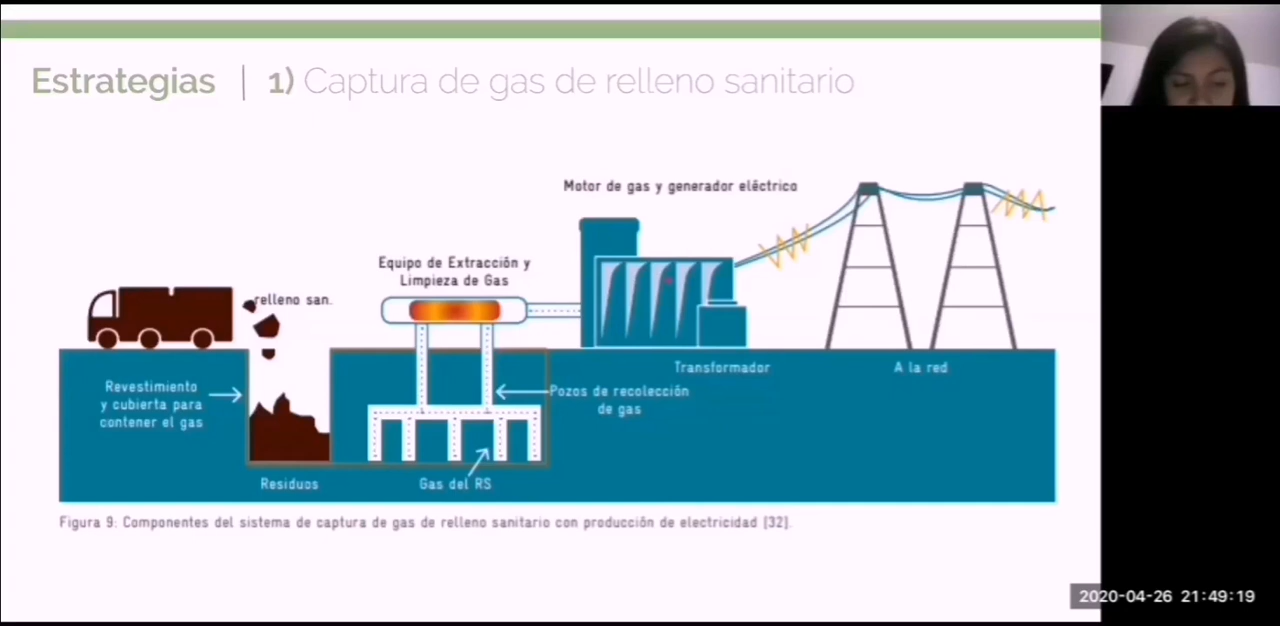 Estrategias | 1) Captura de gas de relleno sanitario
Motor de gas y generador eléctrico
Equipo de Extracción y
Limpieza de Gas
relleno san.
Revestimiento
y cubierta para
contener el gas
Transformador
A la red
Pozos de recolección
de gas
Residuos
Gas del RS
Figura 9: Componentes del sistema de captura de gas de relleno sanitario con producción de electricidad [32].
2020-04-26 21:49:19